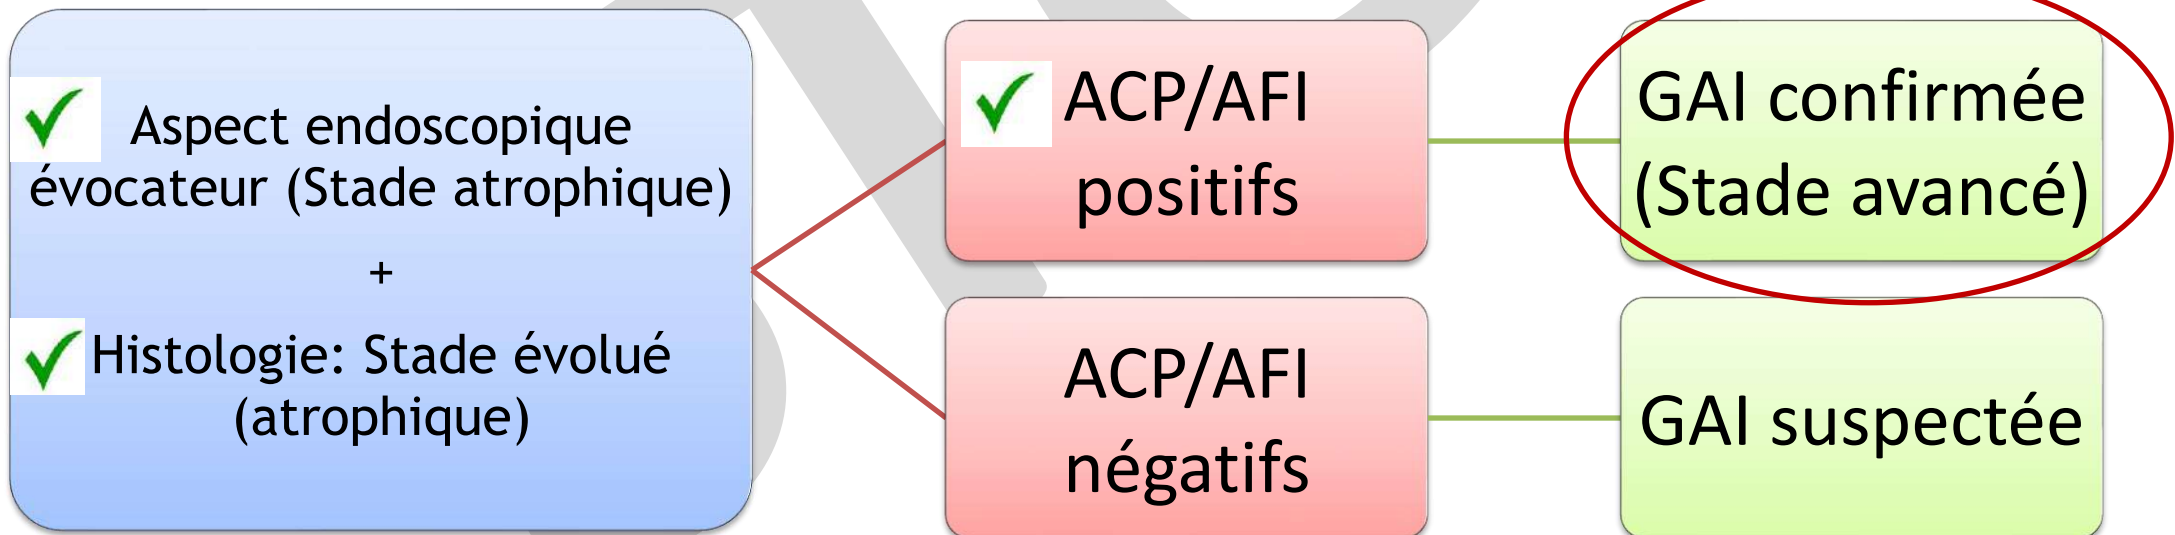 Aspect endoscopique
évocateur (Stade atrophique)
+
Histologie: Stade évolué
(atrophique)
ACP/AFI
positifs
GAI confirmée
(Stade avancé)
ACP/AFI
négatifs
GAI suspectée